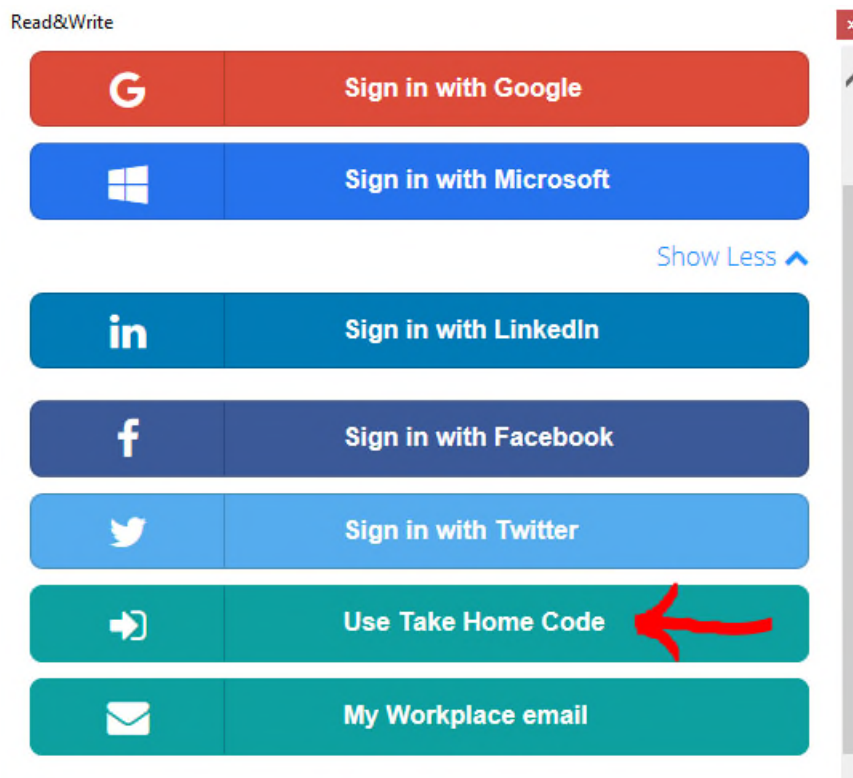 Read&Write
Sign in with Google
Sign in with Microsoft
Show Less
Sign in with LinkedIn
Sign in with Facebook
Sign in with Twitter
Use Take Home Code
My Workplace email